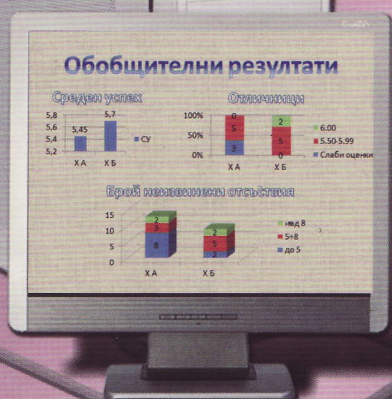 Обобщителни резултати
Среден успех
5,8
5,6
5,4
5,2
5,45
5,7
Х А
Х Б
СУ
Отличници
100%
50%
0%
0
5
3
2
5
0
Х А
Х Б
6.00
5.50-5.99
Слаби оценки
Брой неизвинени отсъствия
15
10
5
0
2
3
8
2
5
2
Х А
Х Б
над 8
5÷8
до 5